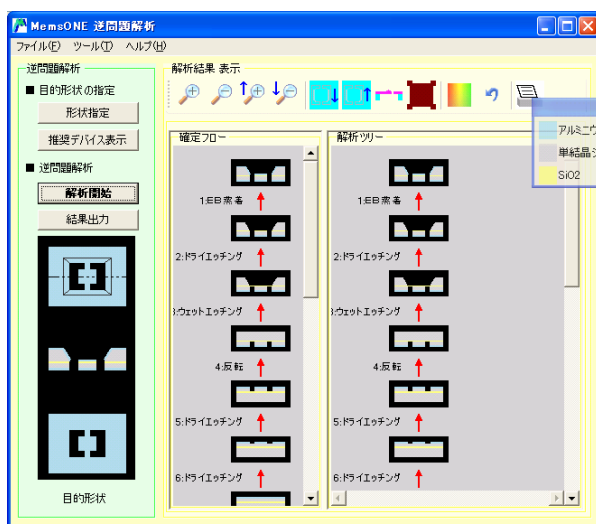 MemsONE 逆問題解析
ファイル(F) ツール(T) ヘルプ(H)
逆問題解析
■ 目的形状の指定
形状指定
推奨デバイス表示
■ 逆問題解析
解析開始
結果出力
目的形状
解析結果 表示
確定フロー
1:EB蒸着
2:ドライエッチング
3:ウェットエッチング
4:反転
5:ドライエッチング
6:ドライエッチング
解析ツリー
1:EB蒸着
2:ドライエッチング
3:ウェットエッチング
4:反転
5:ドライエッチング
6:ドライエッチング
アルミニウ
単結晶シ
SiO2